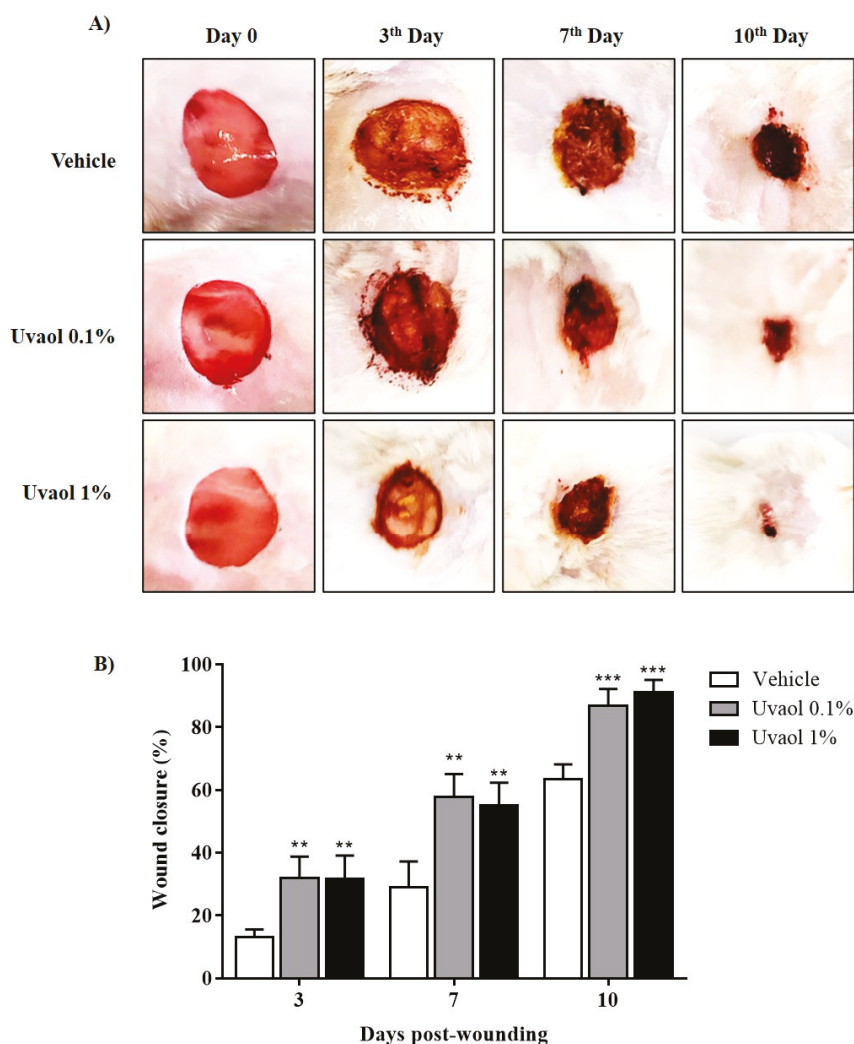 A)
Day 0 3th Day 7th Day 10th Day
Vehicle
Uvaol 0.1%
Uvaol 1%
B)
Wound closure (%)
100
80
60
40
20
0
** **
** **
*** ***
3 7 10
Days post-wounding
Vehicle
Uvaol 0.1%
Uvaol 1%